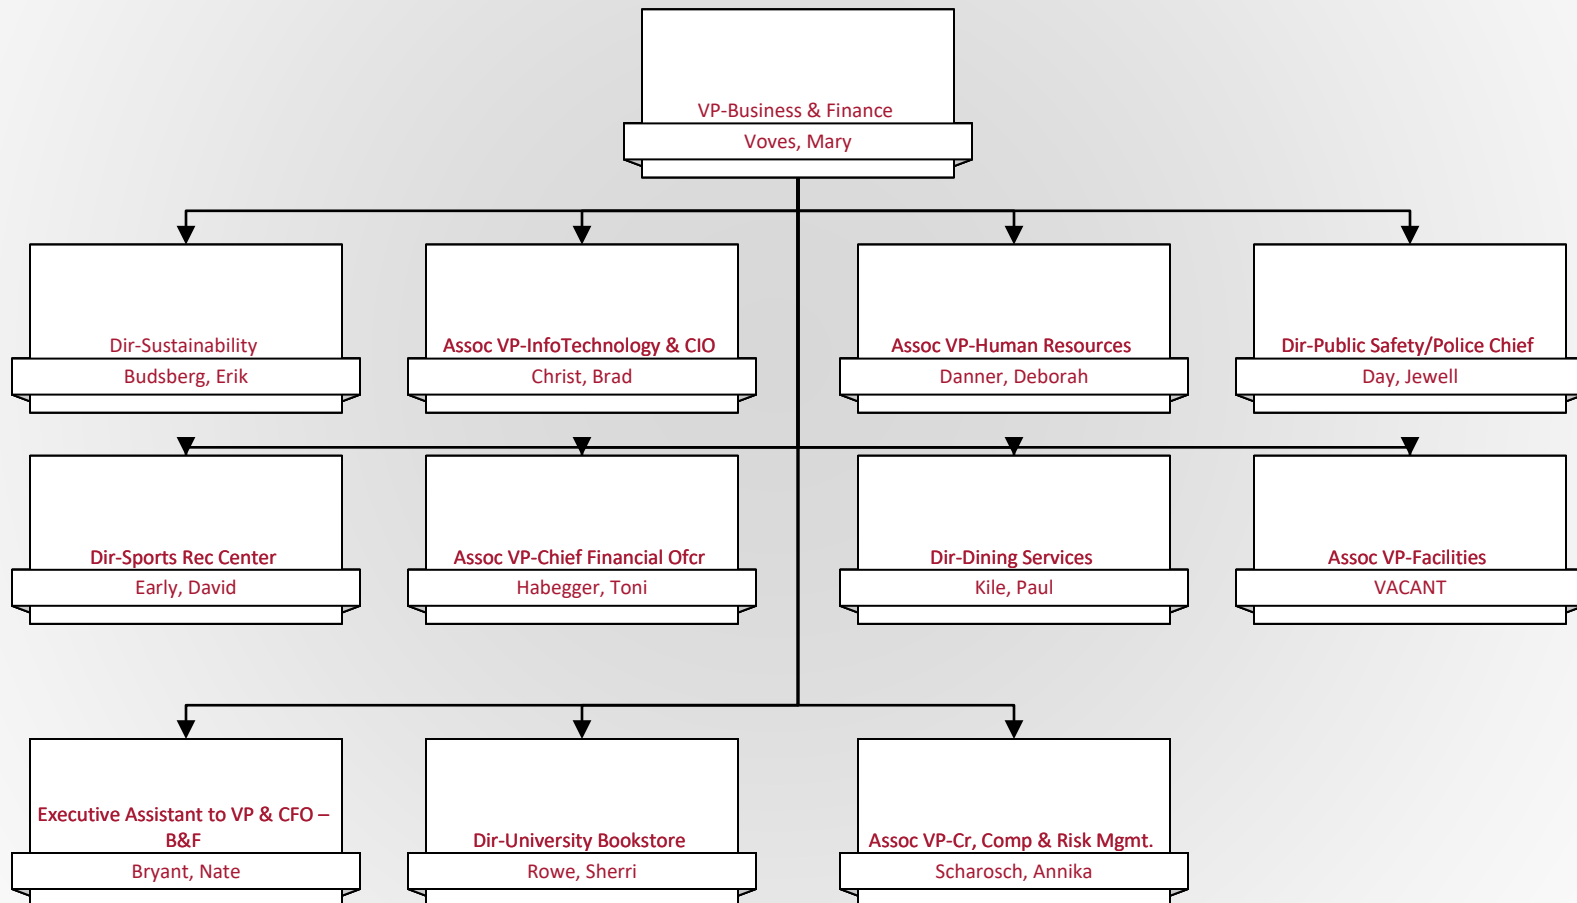 VP-Business & Finance
Voves, Mary
Dir-Sustainability
Budsberg, Erik
Assoc VP-InfoTechnology & CIO
Christ, Brad
Assoc VP-Human Resources
Danner, Deborah
Dir-Public Safety/Police Chief
Day, Jewell
Dir-Sports Rec Center
Early, David
Assoc VP-Chief Financial Ofcr
Habegger, Toni
Dir-Dining Services
Kile, Paul
Assoc VP-Facilities
VACANT
Executive Assistant to VP & CFO –
B&F
Bryant, Nate
Dir-University Bookstore
Rowe, Sherri
Assoc VP-Cr, Comp & Risk Mgmt.
Scharosch, Annika